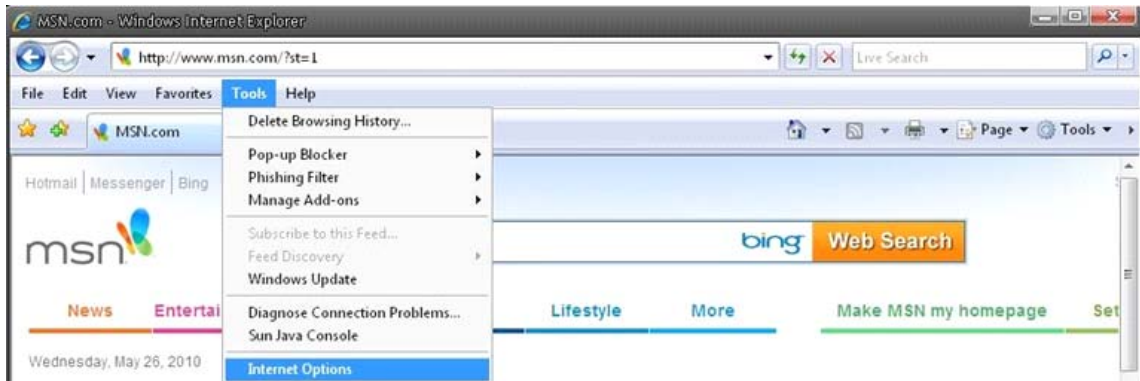 MSN.com - Windows Internet Explorer
http://www.msn.com/?st=1
Live Search
File Edit View Favorites Tools Help
MSN.com
Page Tools
Delete Browsing History...
Pop-up Blocker
Phishing Filter
Manage Add-ons
Subscribe to this Feed...
Feed Discovery
Windows Update
Diagnose Connection Problems...
Sun Java Console
Internet Options
Hotmail | Messenger | Bing
msn
bing Web Search
News Entertai Lifestyle More Make MSN my homepage Set
Wednesday, May 26, 2010